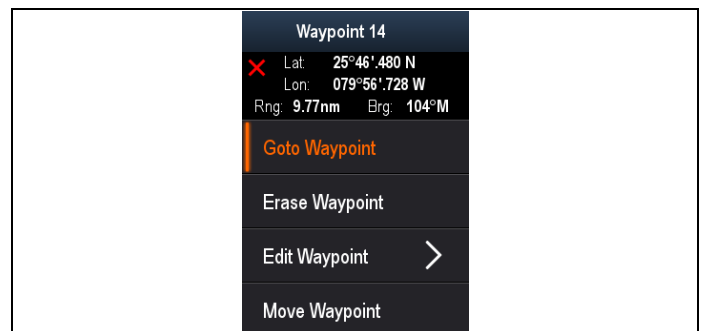 Waypoint 14
Lat: 25°46'.480 N
Lon: 079°56'.728 W
Rng: 9.77nm Brg: 104°M
Goto Waypoint
Erase Waypoint
Edit Waypoint
Move Waypoint